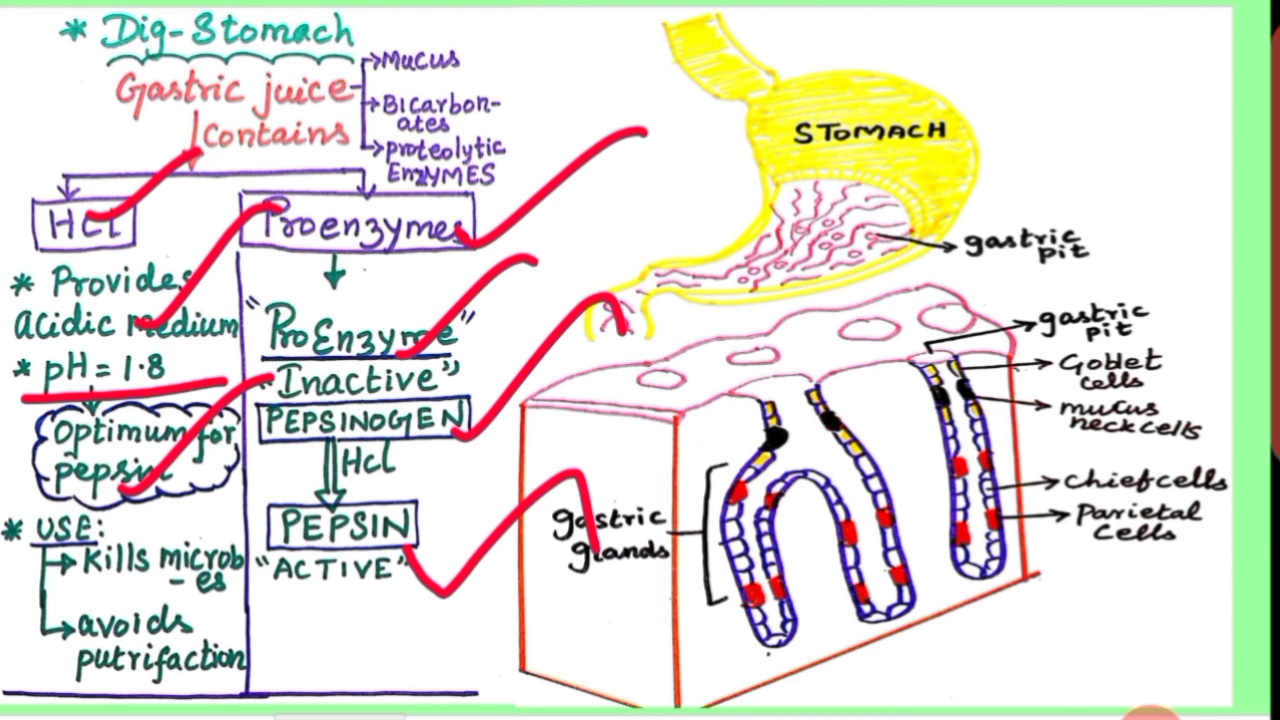 * Dig-Stomach
Gastric juice
Contains
Mucus
Bicarbon-
ates
proteolytic
EnZYMES
HCl
Proenzymes
* Provides
acidic medium
* pH = 1.8
Optimum for
pepsin
* USE:
Kills microb
-es
avoids
putrifaction
"ProEnzyme"
"Inactive"
PEPSINOGEN
Hcl
PEPSIN
"ACTIVE"
STOMACH
gastric
pit
gastric
pit
Goblet
cells
mucus
neck cells
chief cells
Parietal
Cells
gastric
glands